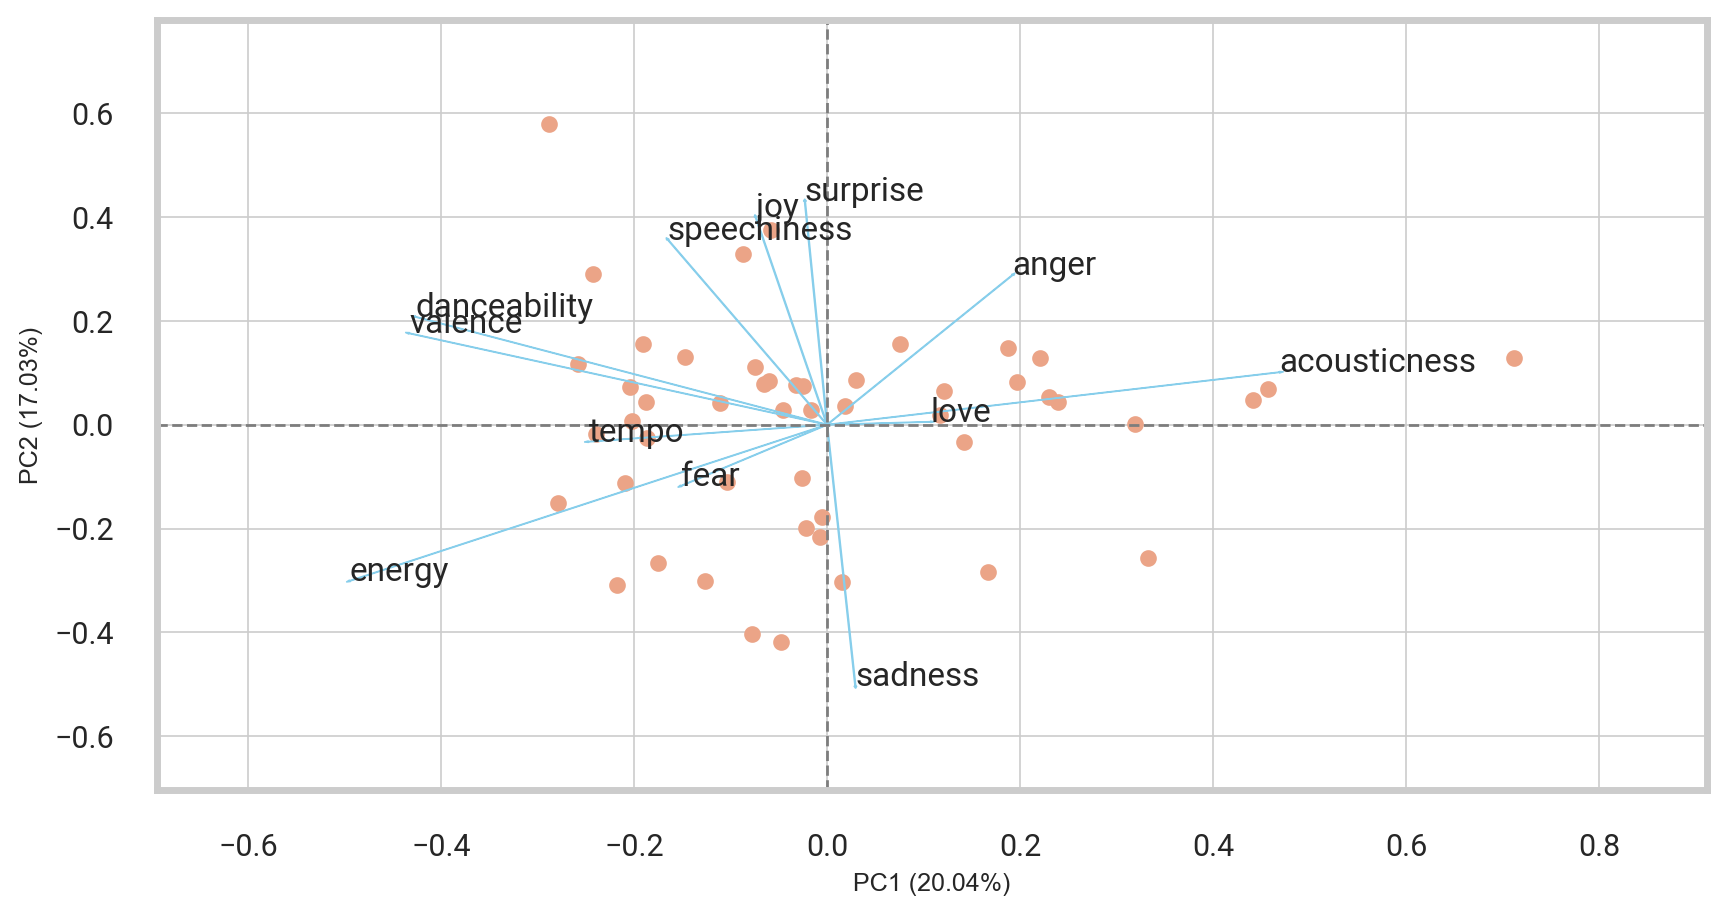 0.6
surprise
joy
0.4
speechiness
anger
danceability
0.2
valence
acousticness
love
0.0
tempo
fear
−0.2
energy
−0.4
sadness
−0.6
PC2 (17.03%)
−0.6 −0.4 −0.2 0.0 0.2 0.4 0.6 0.8
PC1 (20.04%)